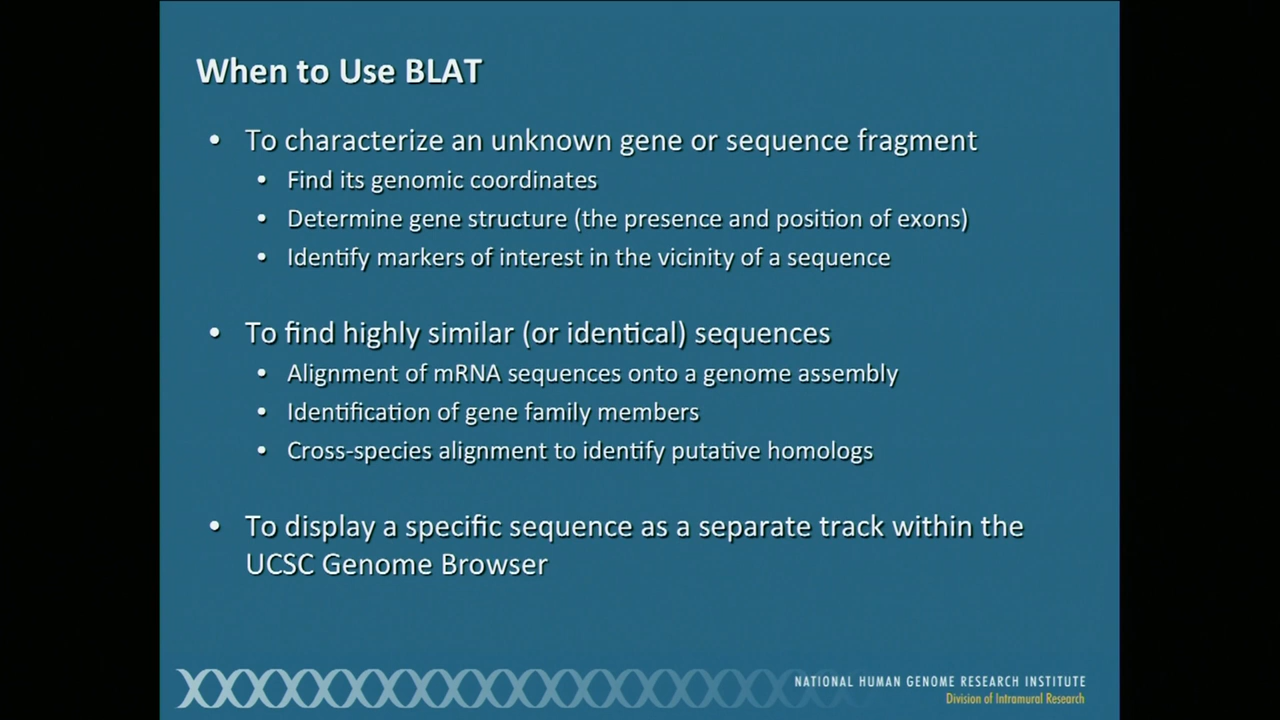 When to Use BLAT
• To characterize an unknown gene or sequence fragment
• Find its genomic coordinates
• Determine gene structure (the presence and position of exons)
• Identify markers of interest in the vicinity of a sequence
• To find highly similar (or identical) sequences
• Alignment of mRNA sequences onto a genome assembly
• Identification of gene family members
• Cross-species alignment to identify putative homologs
• To display a specific sequence as a separate track within the
UCSC Genome Browser
NATIONAL HUMAN GENOME RESEARCH INSTITUTE
Division of Intramural Research